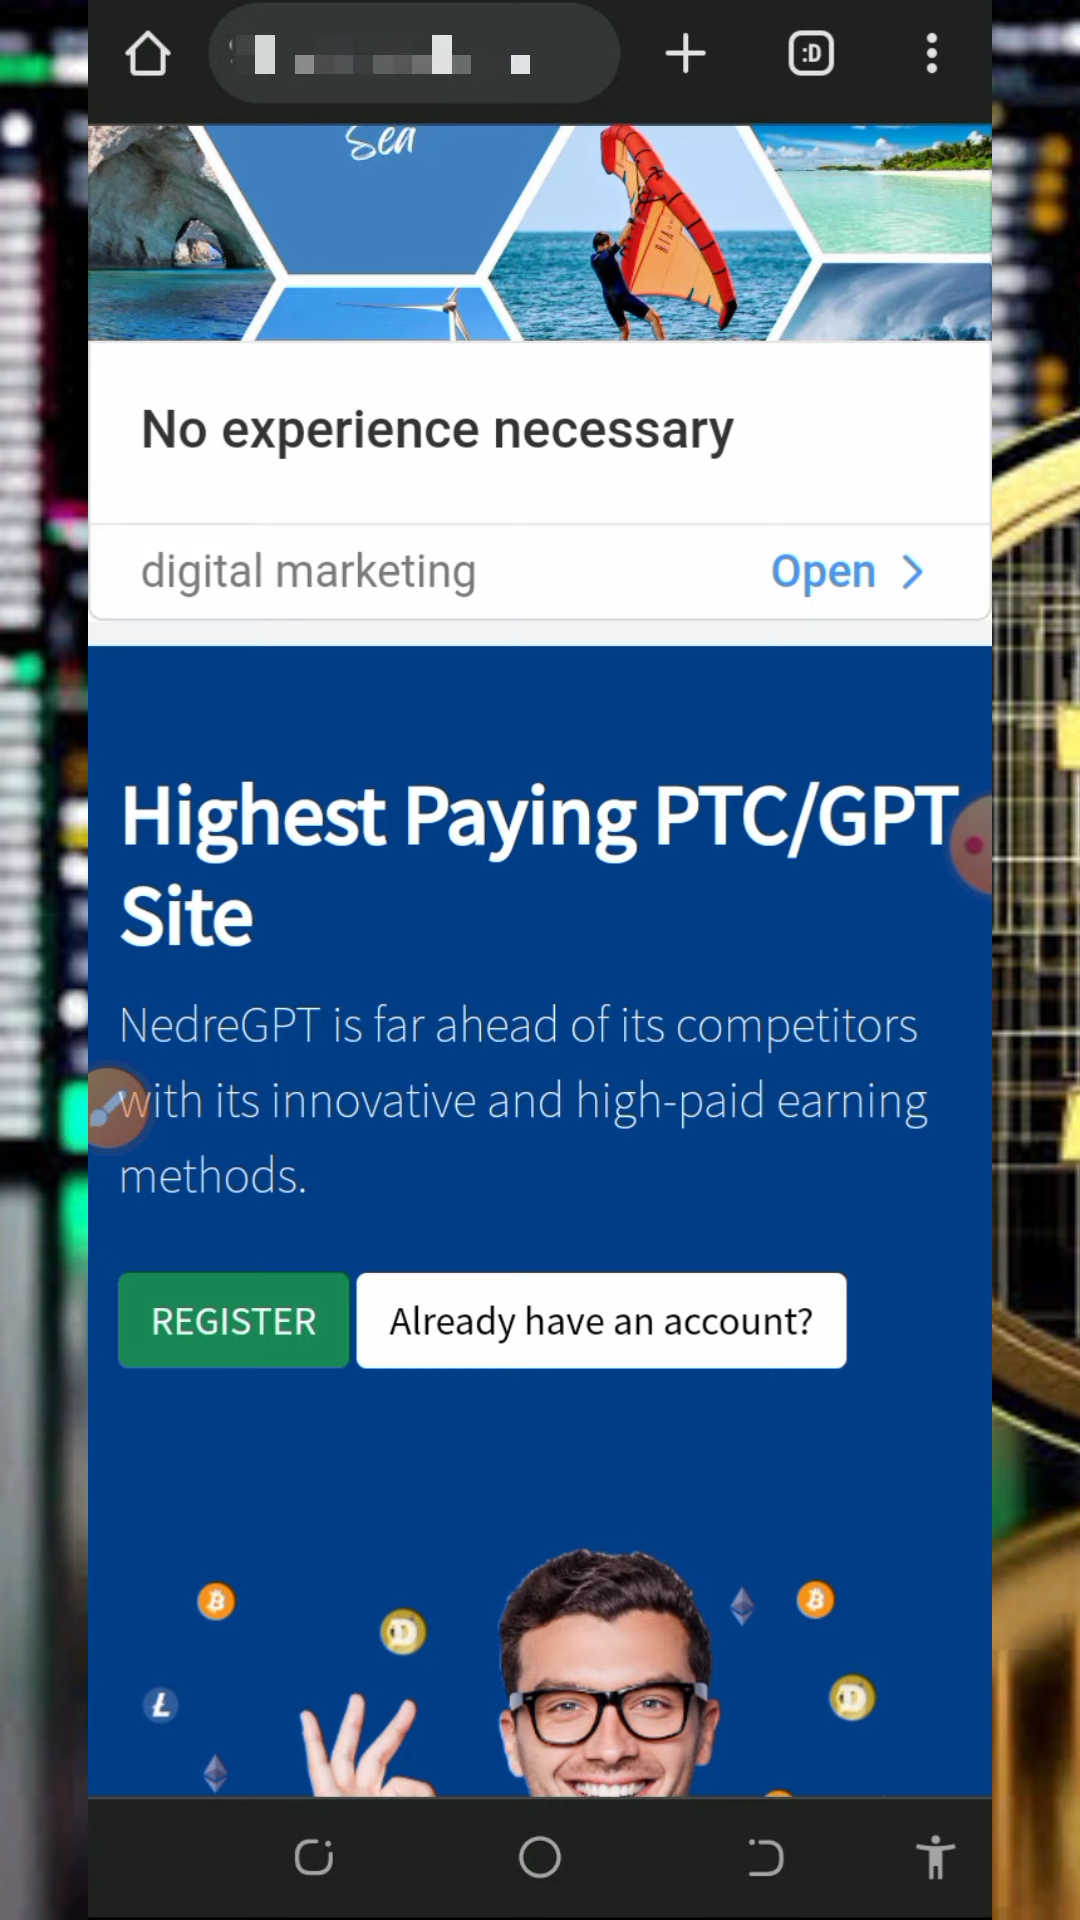 :D
Sea
No experience necessary
digital marketing
Open
Highest Paying PTC/GPT
Site
NedreGPT is far ahead of its competitors
with its innovative and high-paid earning
methods.
REGISTER
Already have an account?